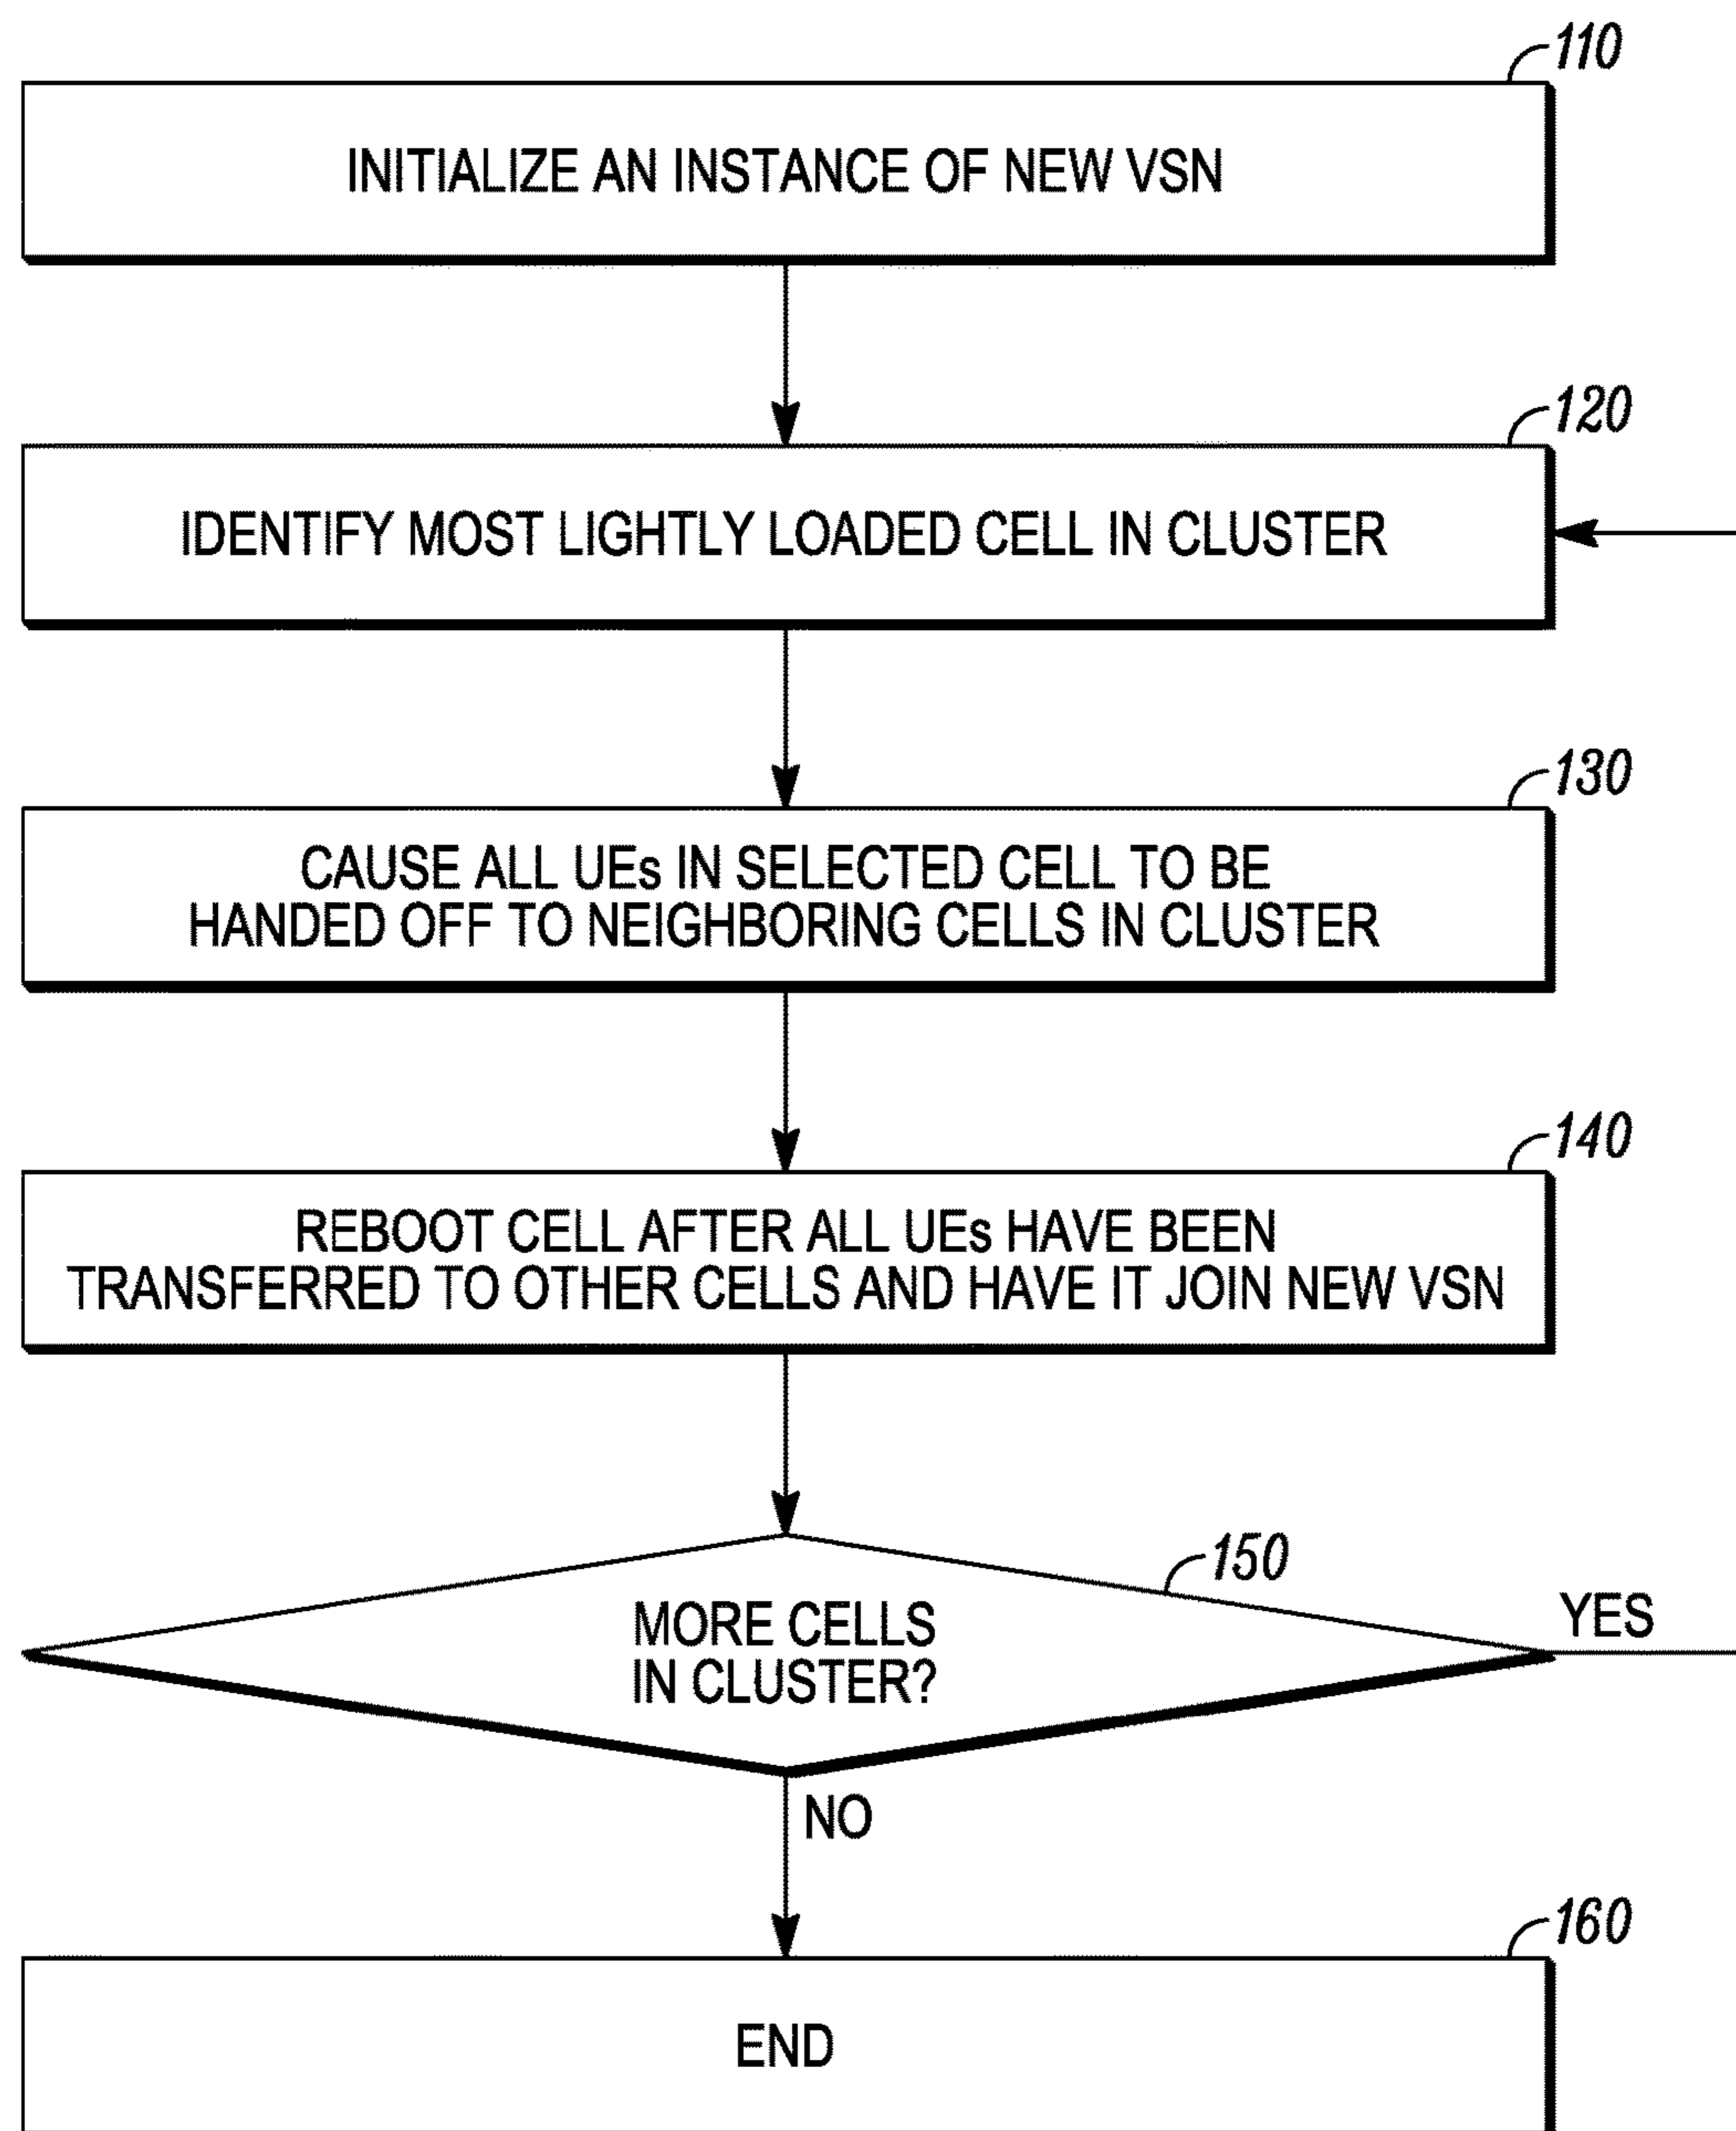 110
INITIALIZE AN INSTANCE OF NEW VSN
120
IDENTIFY MOST LIGHTLY LOADED CELL IN CLUSTER
130
CAUSE ALL UEs IN SELECTED CELL TO BE
HANDED OFF TO NEIGHBORING CELLS IN CLUSTER
140
REBOOT CELL AFTER ALL UEs HAVE BEEN
TRANSFERRED TO OTHER CELLS AND HAVE IT JOIN NEW VSN
150
MORE CELLS
IN CLUSTER?
YES
NO
160
END